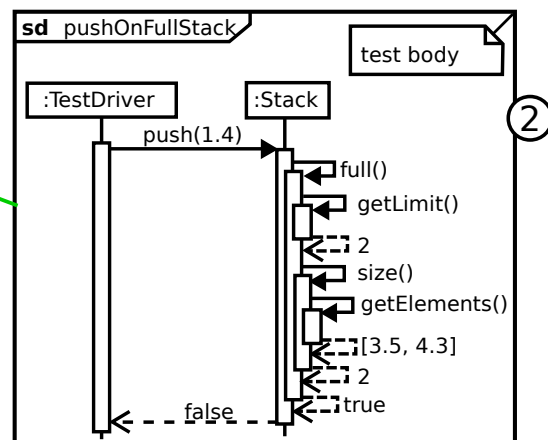 sd pushOnFullStack
test body
:TestDriver
:Stack
2
push(1.4)
full()
getLimit()
2
size()
getElements()
[3.5, 4.3]
2
true
false